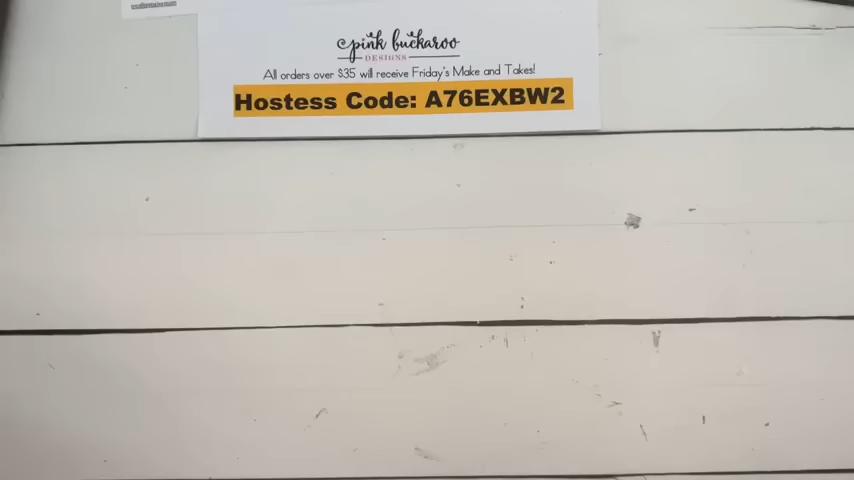 pink buckaroo
DESIGNS
All orders over $35 will receive Friday's Make and Takes!
Hostess Code: A76EXBW2